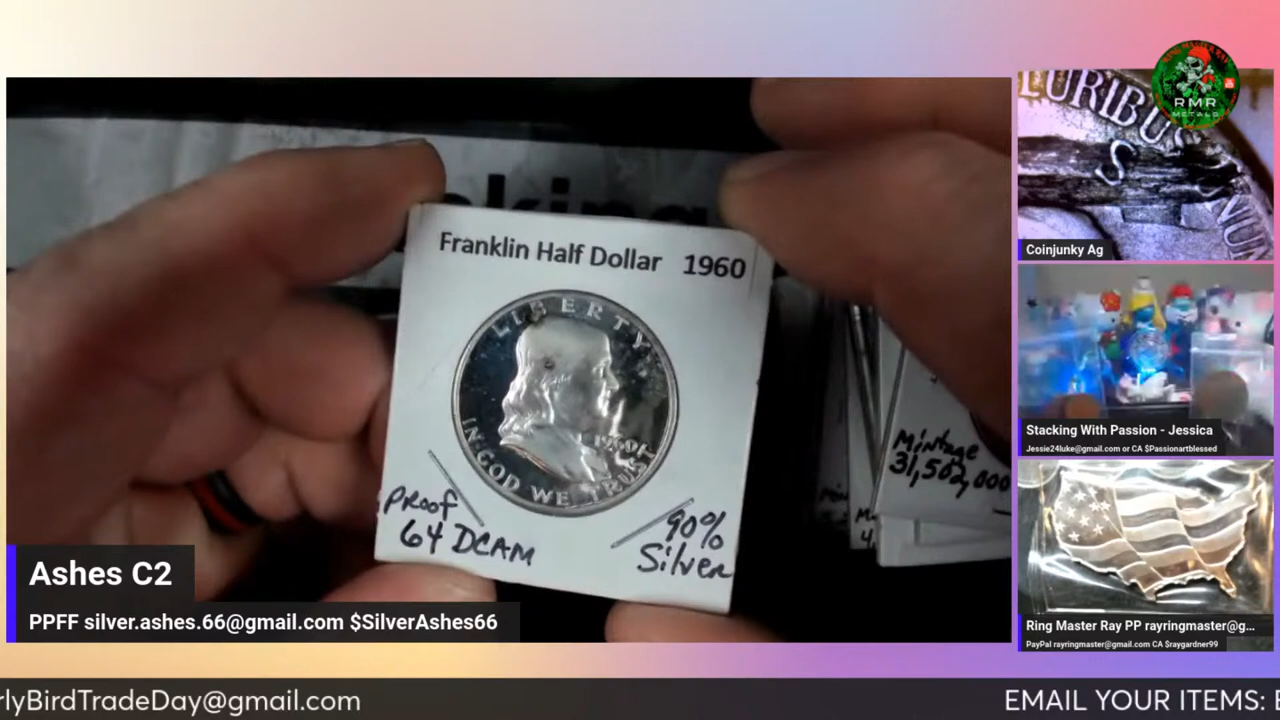 king
Franklin Half Dollar 1960
LIBERTY
1960
IN GOD WE TRUST
Proof
64 DCAM
90%
Silver
Mintage
31,502,000
Ashes C2
PPFF silver.ashes.66@gmail.com $SilverAshes66
RMR
METALS
URIBU
S
Coinjunky Ag
Stacking With Passion - Jessica
Jessie24luke@gmail.com or CA $Passionartblessed
Ring Master Ray PP rayringmaster@g...
PayPal rayringmaster@gmail.com CA $raygardner99
rlyBirdTradeDay@gmail.com
EMAIL YOUR ITEMS: E